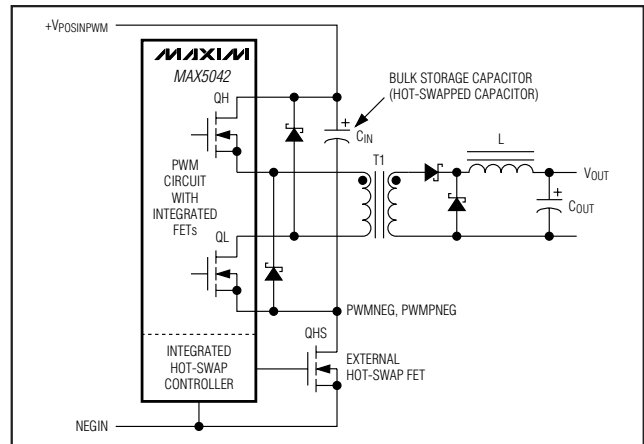 +VPOSINPWM
MAXIM
MAX5042
QH
BULK STORAGE CAPACITOR
(HOT-SWAPPED CAPACITOR)
+
CIN
PWM
CIRCUIT
WITH
INTEGRATED
FETs
T1
L
VOUT
+
COUT
QL
PWMNEG, PWMPNEG
QHS
INTEGRATED
HOT-SWAP
CONTROLLER
EXTERNAL
HOT-SWAP FET
NEGIN